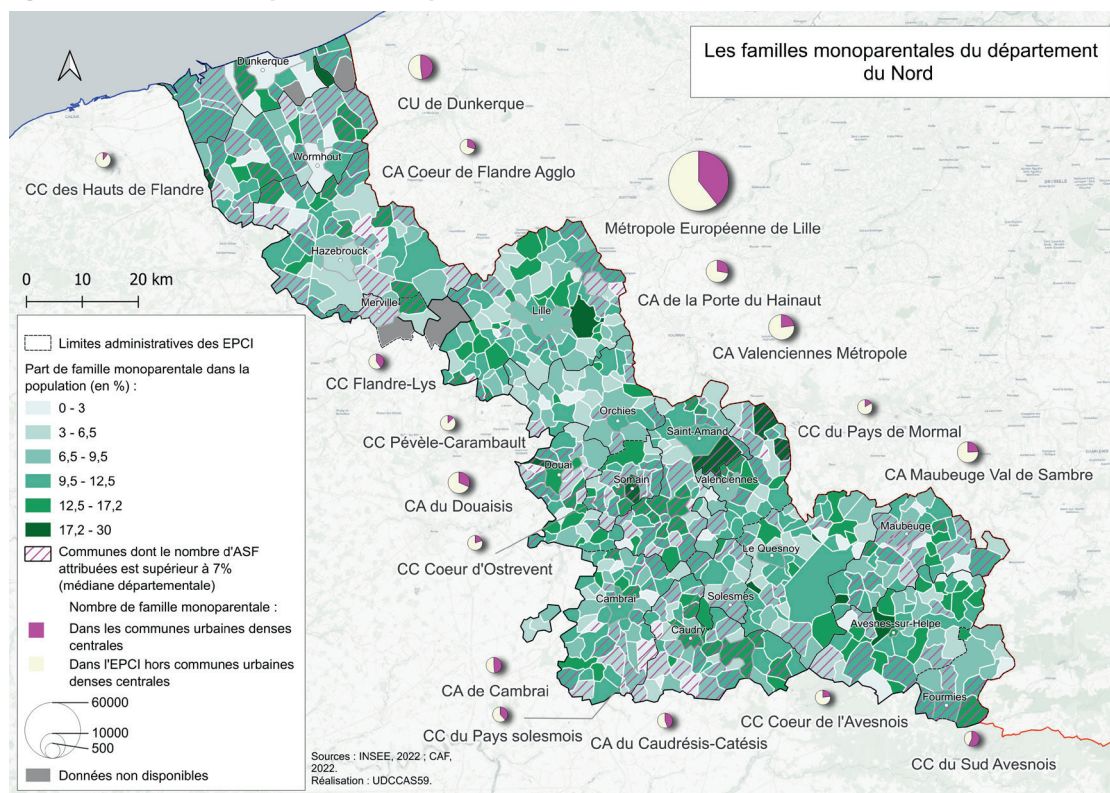 Les familles monoparentales du département
du Nord
Dunkerque
CU de Dunkerque
Wormhout
CA Coeur de Flandre Agglo
CC des Hauts de Flandre
Métropole Européenne de Lille
Hazebrouck
0 10 20 km
CA de la Porte du Hainaut
Merville
Lille
CA Valenciennes Métropole
CC Flandre-Lys
Orchies
CC du Pays de Mormal
CC Pévèle-Carambault
Saint-Amand
CA Maubeuge Val de Sambre
Douai
Somain
Valenciennes
CA du Douaisis
Maubeuge
CC Coeur d'Ostrevent
Le Quesnoy
Cambrai
Solesmes
Caudry
Avesnes-sur-Helpe
CA de Cambrai
Fourmies
CC Coeur de l'Avesnois
CC du Pays solesmois
CA du Caudrésis-Catésis
CC du Sud Avesnois
Limites administratives des EPCI
Part de famille monoparentale dans la
population (en %) :
0 - 3
3 - 6,5
6,5 - 9,5
9,5 - 12,5
12,5 - 17,2
17,2 - 30
Communes dont le nombre d'ASF
attribuées est supérieur à 7%
(médiane départementale)
Nombre de famille monoparentale :
Dans les communes urbaines denses
centrales
Dans l'EPCI hors communes urbaines
denses centrales
60000
10000
500
Données non disponibles
Sources : INSEE, 2022 ; CAF,
2022.
Réalisation : UDCCAS59.